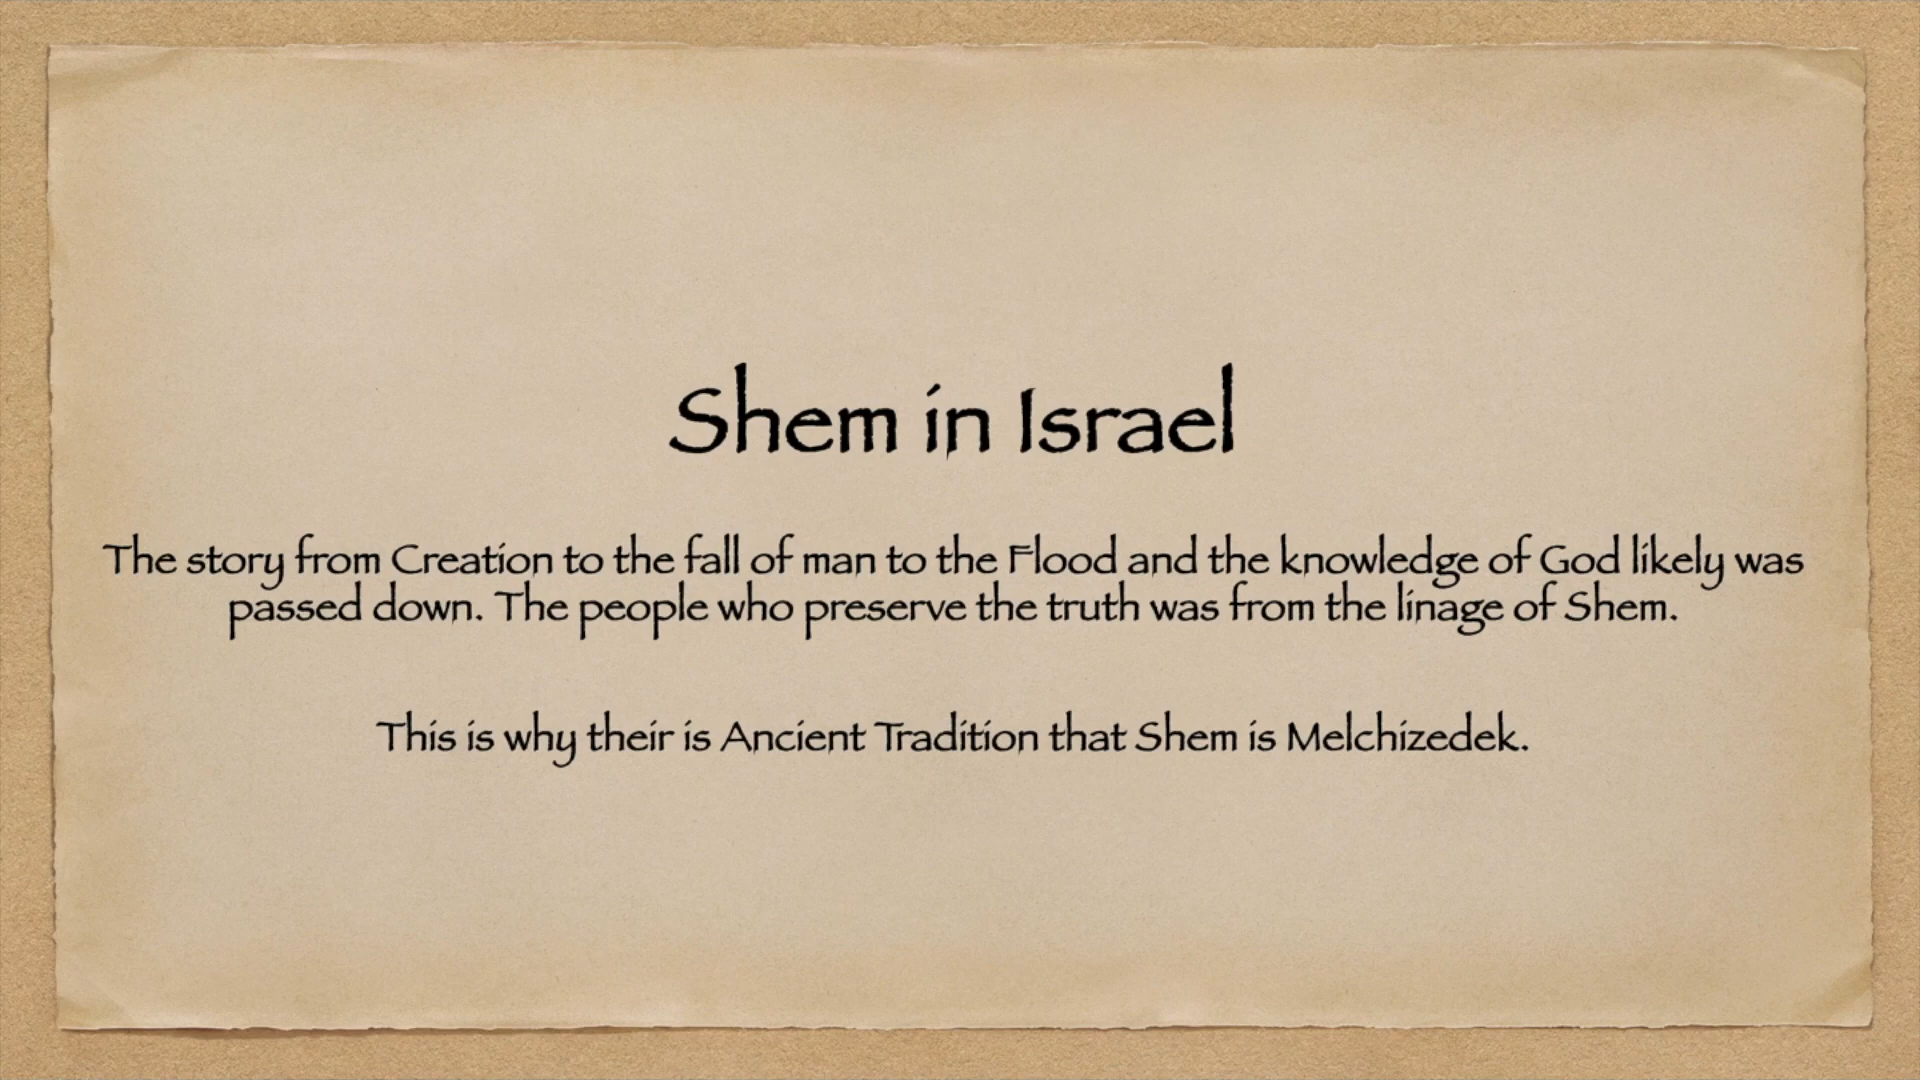 Shem in Israel
The story from Creation to the fall of man to the Flood and the knowledge of God likely was
passed down. The people who preserve the truth was from the linage of Shem.
This is why their is Ancient Tradition that Shem is Melchizedek.